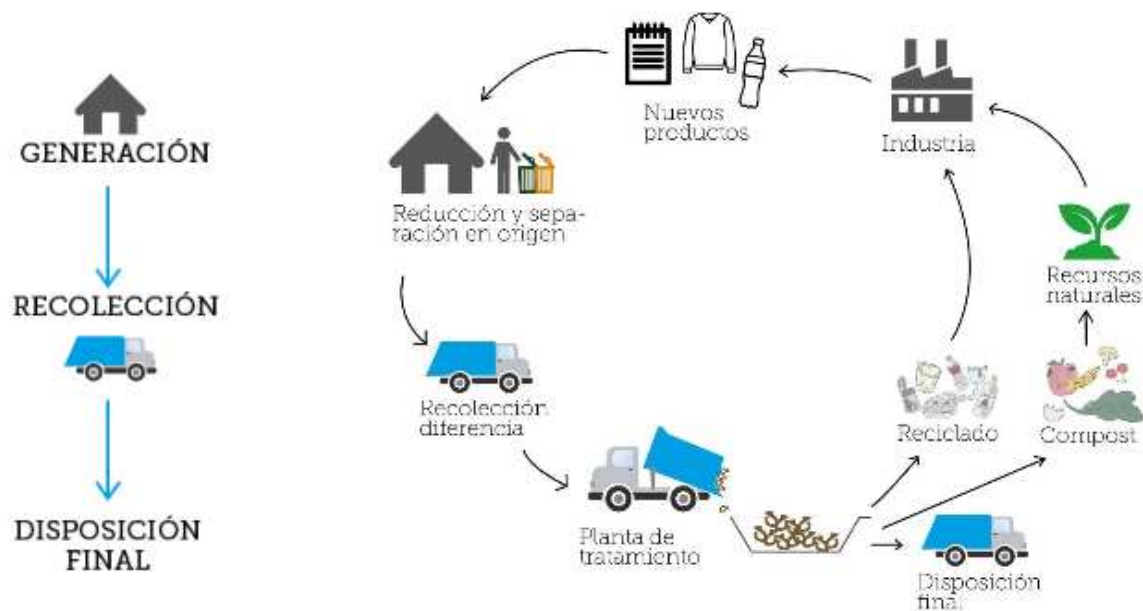 GENERACIÓN
RECOLECCIÓN
DISPOSICIÓN
FINAL
Nuevos
productos
Industria
Reducción y sepa-
ración en origen
Recursos
naturales
Recolección
diferencia
Reciclado
Compost
Planta de
tratamiento
Disposición
final